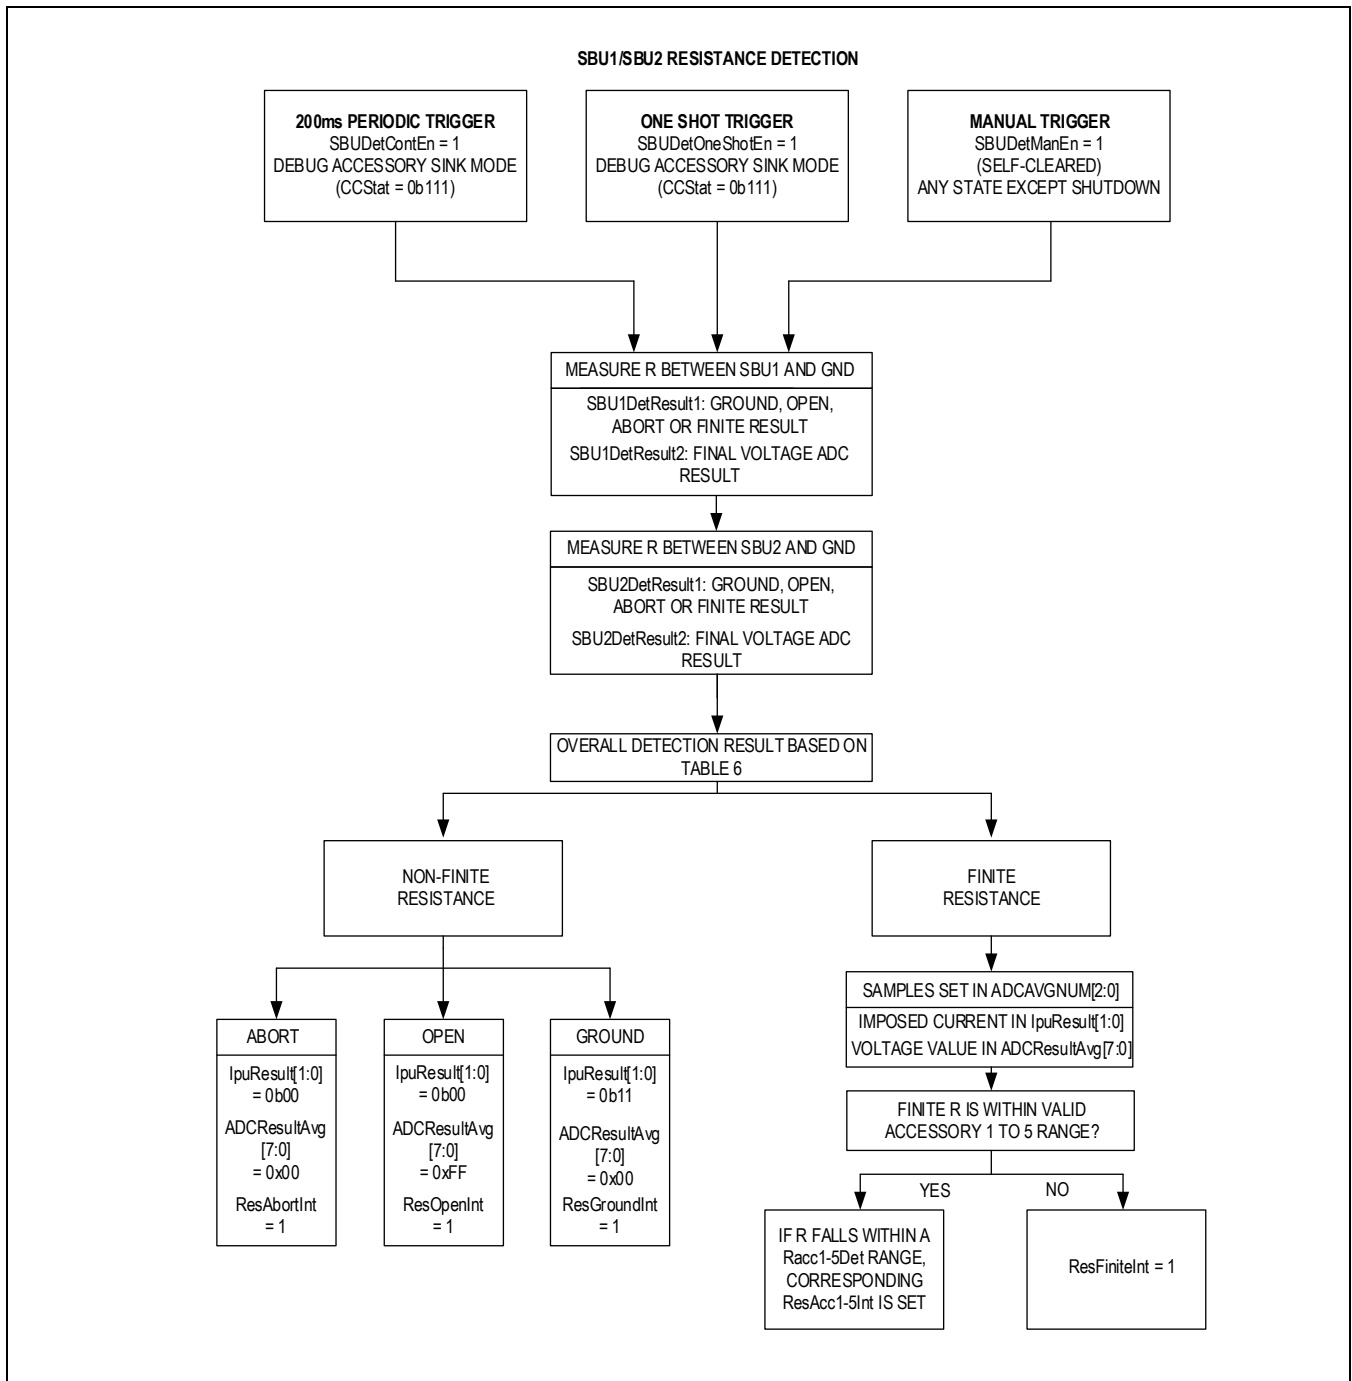 SBU1/SBU2 RESISTANCE DETECTION
200ms PERIODIC TRIGGER
SBUDetContEn = 1
DEBUG ACCESSORY SINK MODE
(CCStat = 0b111)
ONE SHOT TRIGGER
SBUDetOneShotEn = 1
DEBUG ACCESSORY SINK MODE
(CCStat = 0b111)
MANUAL TRIGGER
SBUDetManEn = 1
(SELF-CLEARED)
ANY STATE EXCEPT SHUTDOWN
MEASURE R BETWEEN SBU1 AND GND
SBU1DetResult1: GROUND, OPEN,
ABORT OR FINITE RESULT
SBU1DetResult2: FINAL VOLTAGE ADC
RESULT
MEASURE R BETWEEN SBU2 AND GND
SBU2DetResult1: GROUND, OPEN,
ABORT OR FINITE RESULT
SBU2DetResult2: FINAL VOLTAGE ADC
RESULT
OVERALL DETECTION RESULT BASED ON
TABLE 6
NON-FINITE
RESISTANCE
FINITE
RESISTANCE
ABORT
IpuResult[1:0]
= 0b00
ADCResultAvg
[7:0]
= 0x00
ResAbortInt
= 1
OPEN
IpuResult[1:0]
= 0b00
ADCResultAvg
[7:0]
= 0xFF
ResOpenInt
= 1
GROUND
IpuResult[1:0]
= 0b11
ADCResultAvg
[7:0]
= 0x00
ResGroundInt
= 1
SAMPLES SET IN ADCAVGNUM[2:0]
IMPOSED CURRENT IN IpuResult[1:0]
VOLTAGE VALUE IN ADCResultAvg[7:0]
FINITE R IS WITHIN VALID
ACCESSORY 1 TO 5 RANGE?
YES
NO
IF R FALLS WITHIN A
Racc1-5Det RANGE,
CORRESPONDING
ResAcc1-5Int IS SET
ResFiniteInt = 1